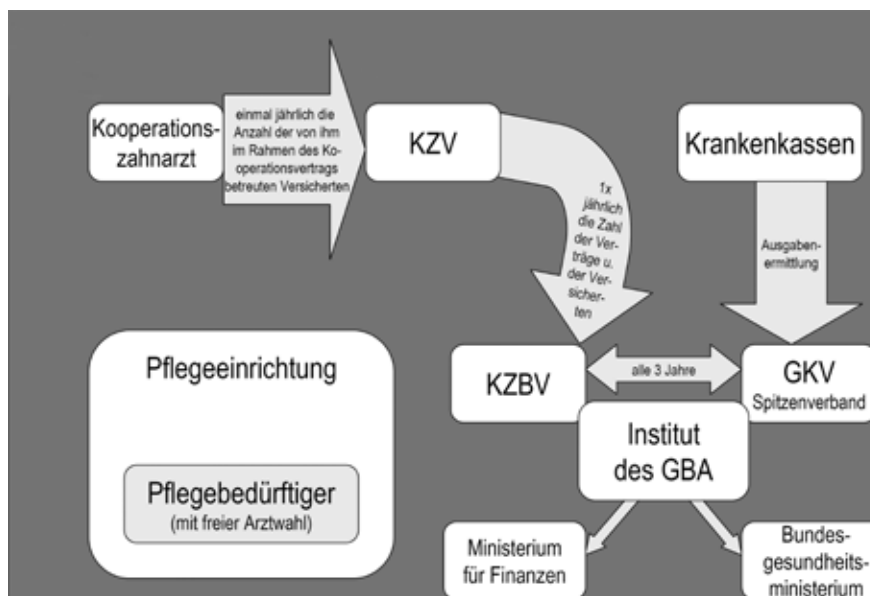 Kooperations-
zahnarzt
einmal jährlich die
Anzahl der von ihm
im Rahmen des Ko-
operationsvertrags
betreuten Versicherten
KZV
1x
jährlich
die Zahl
der Ver-
träge u.
der Ver-
sicher-
ten
Krankenkassen
Ausgaben-
ermittlung
Pflegeeinrichtung
Pflegebedürftiger
(mit freier Arztwahl)
KZBV
alle 3 Jahre
GKV
Spitzenverband
Institut
des GBA
Ministerium
für Finanzen
Bundes-
gesundheits-
ministerium